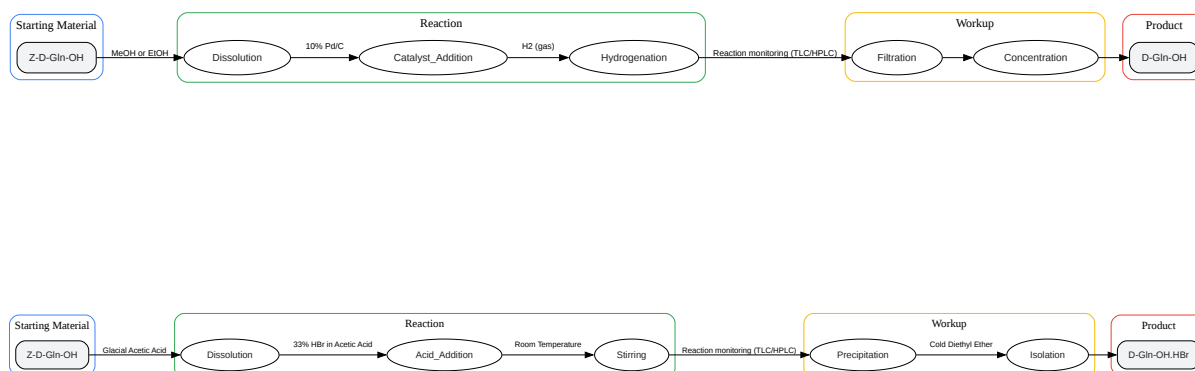 Starting Material
Reaction
Workup
Product
Z-D-Gln-OH
MeOH or EtOH
Dissolution
10% Pd/C
Catalyst_Addition
H2 (gas)
Hydrogenation
Reaction monitoring (TLC/HPLC)
Filtration
Concentration
D-Gln-OH
Starting Material
Reaction
Workup
Product
Z-D-Gln-OH
Glacial Acetic Acid
Dissolution
33% HBr in Acetic Acid
Acid_Addition
Room Temperature
Stirring
Reaction monitoring (TLC/HPLC)
Precipitation
Cold Diethyl Ether
Isolation
D-Gln-OH.HBr